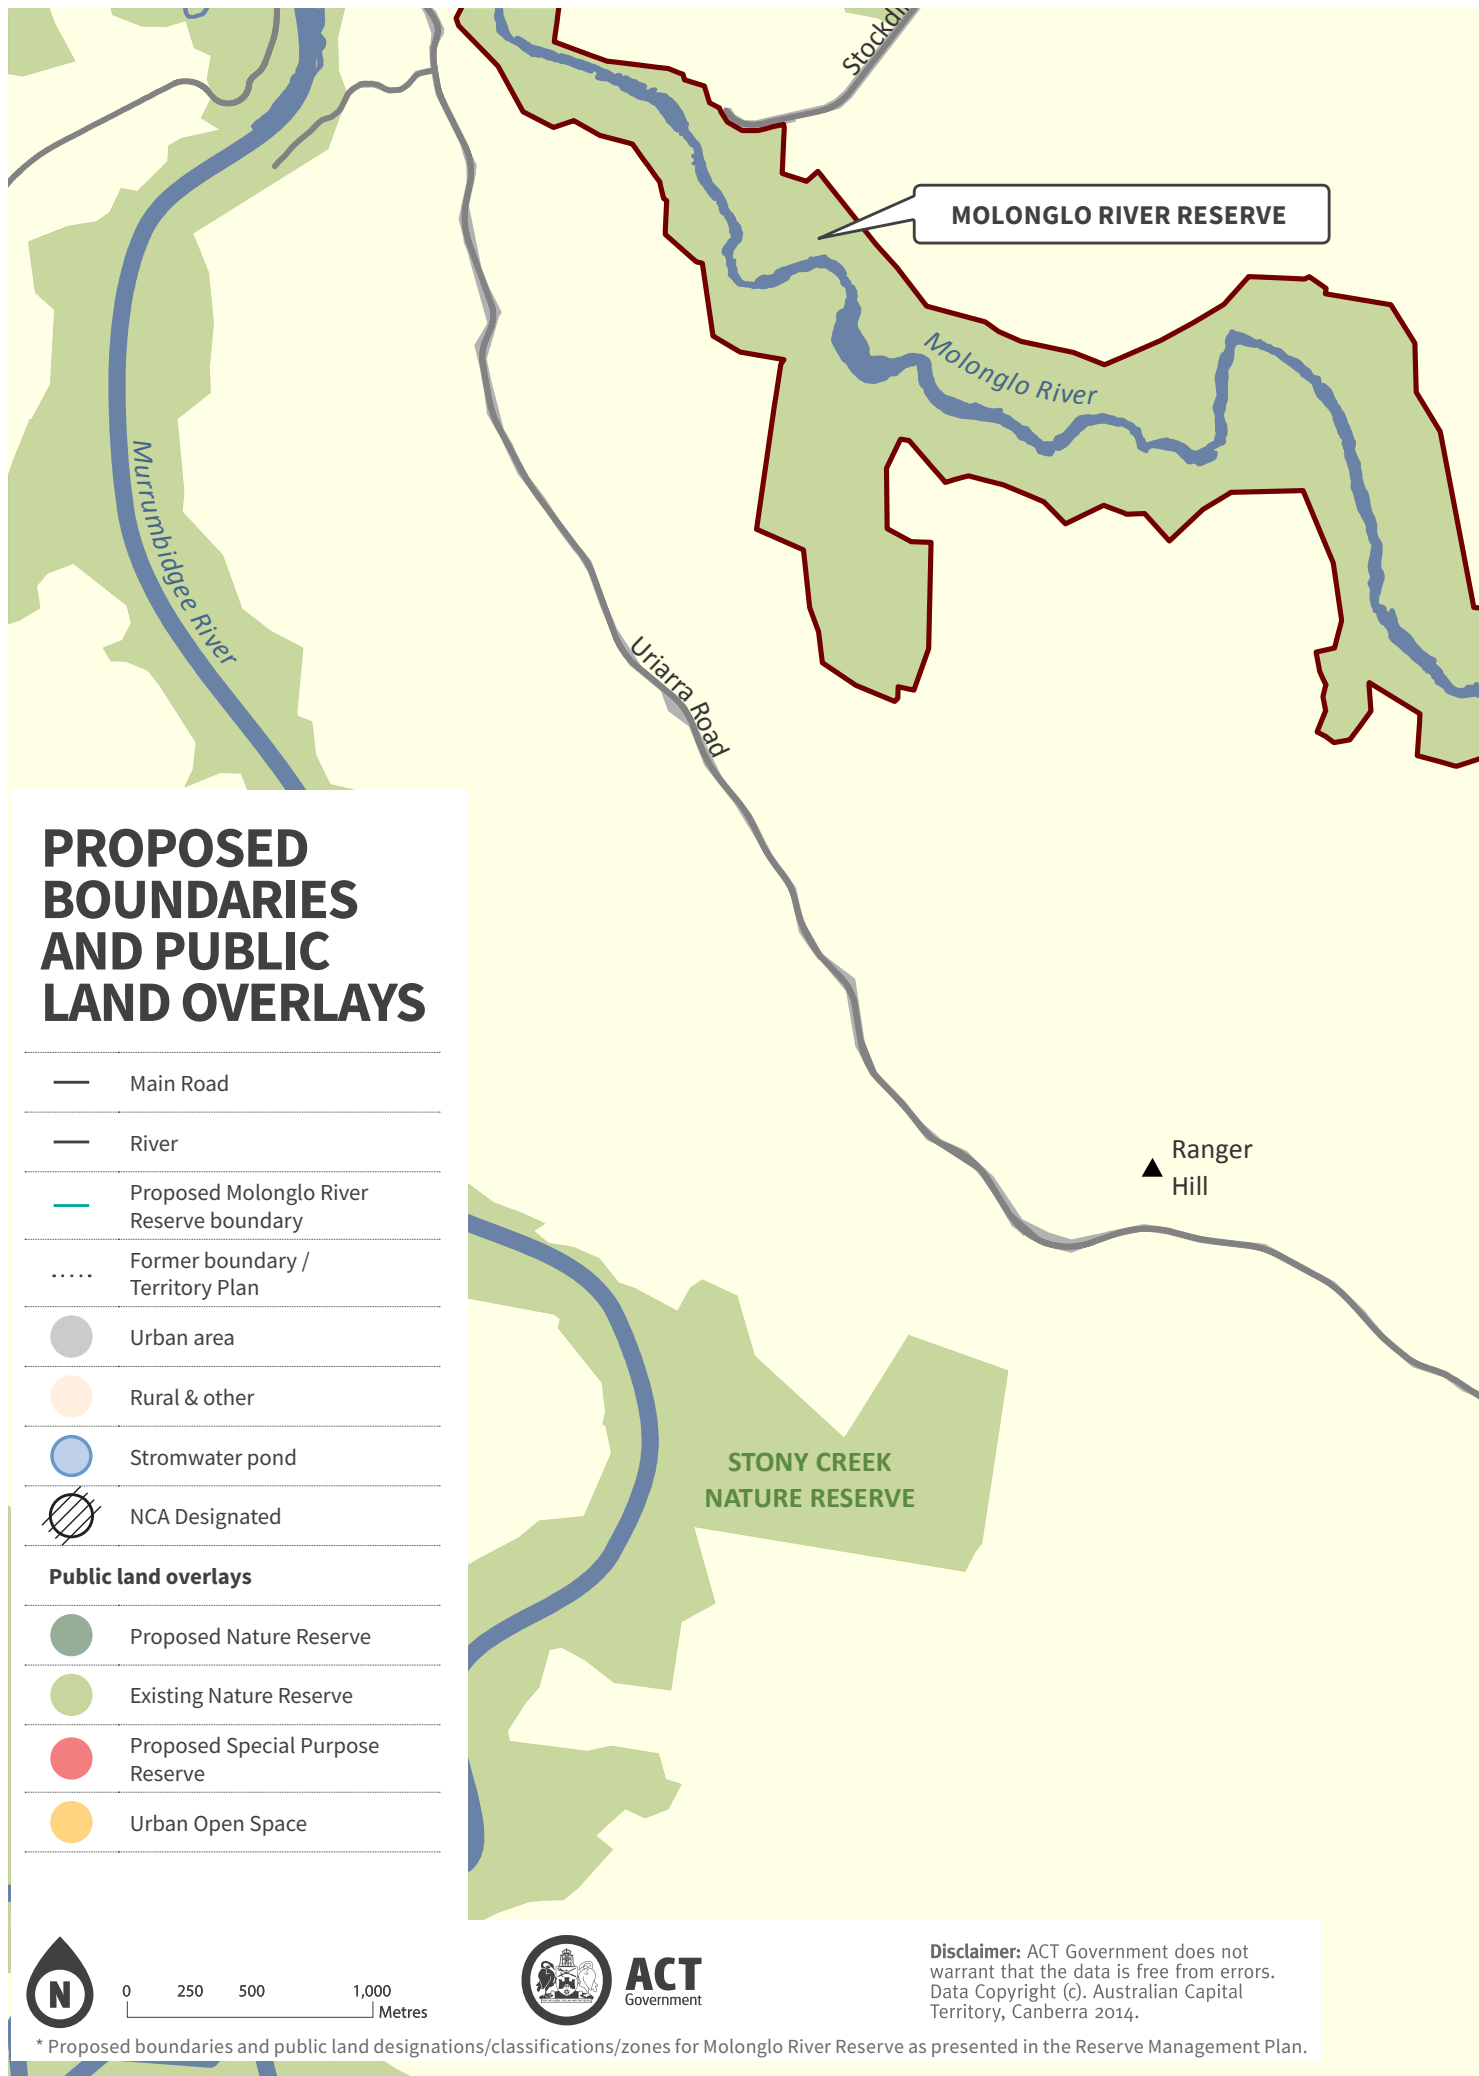 Stockdi
MOLONGLO RIVER RESERVE
Molonglo River
Murrumbidgee River
Uriarra Road
PROPOSED
BOUNDARIES
AND PUBLIC
LAND OVERLAYS
Main Road
River
Proposed Molonglo River
Reserve boundary
Former boundary /
Territory Plan
Urban area
Rural & other
Stromwater pond
NCA Designated
Public land overlays
Proposed Nature Reserve
Existing Nature Reserve
Proposed Special Purpose
Reserve
Urban Open Space
Ranger
Hill
STONY CREEK
NATURE RESERVE
N
0 250 500 1,000
Metres
ACT
Government
Disclaimer: ACT Government does not
warrant that the data is free from errors.
Data Copyright (c). Australian Capital
Territory, Canberra 2014.
* Proposed boundaries and public land designations/classifications/zones for Molonglo River Reserve as presented in the Reserve Management Plan.